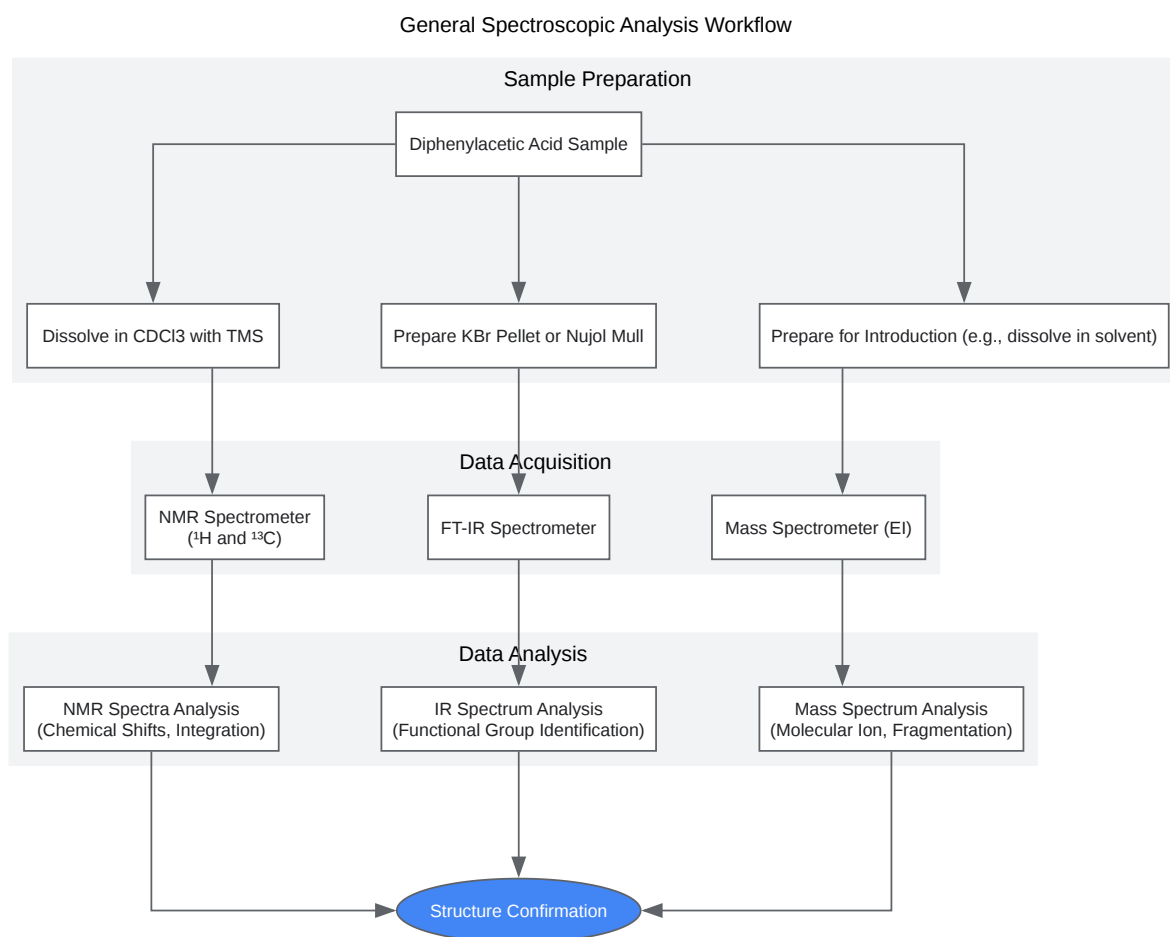 General Spectroscopic Analysis Workflow
Sample Preparation
Diphenylacetic Acid Sample
Dissolve in CDCl3 with TMS
Prepare KBr Pellet or Nujol Mull
Prepare for Introduction (e.g., dissolve in solvent)
Data Acquisition
NMR Spectrometer
(¹H and ¹³C)
FT-IR Spectrometer
Mass Spectrometer (EI)
Data Analysis
NMR Spectra Analysis
(Chemical Shifts, Integration)
IR Spectrum Analysis
(Functional Group Identification)
Mass Spectrum Analysis
(Molecular Ion, Fragmentation)
Structure Confirmation